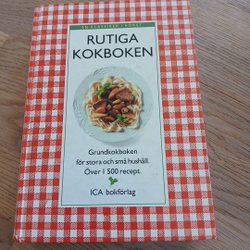 RUTIGA
KOKBOKEN
Grundkokboken
för stora och små hushåll.
Över 1 500 recept.
ICA bokförlag